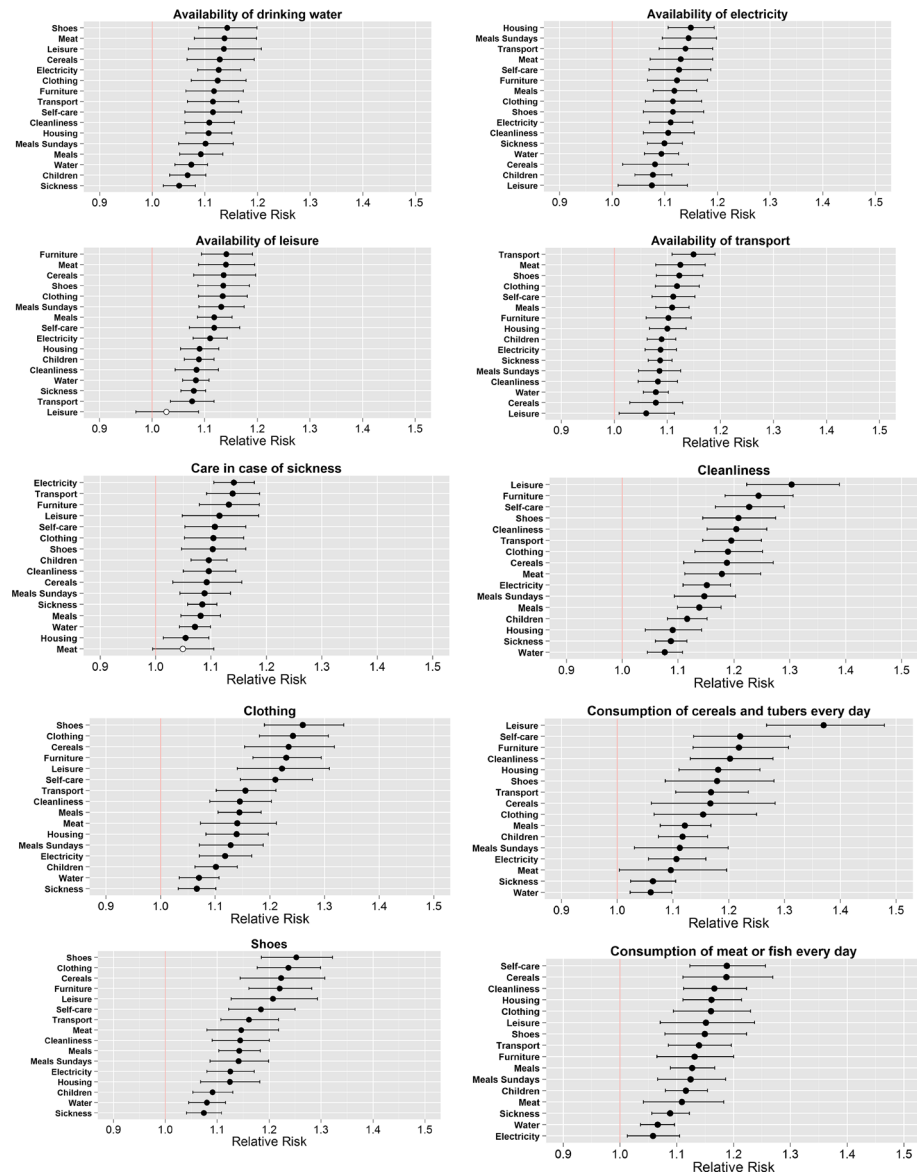 Availability of drinking water
Shoes
Meat
Leisure
Cereals
Electricity
Clothing
Furniture
Transport
Self-care
Cleanliness
Housing
Meals Sundays
Meals
Water
Children
Sickness
0.9 1.0 1.1 1.2 1.3 1.4 1.5
Relative Risk
Availability of electricity
Housing
Meals Sundays
Transport
Meat
Self-care
Furniture
Meals
Clothing
Shoes
Electricity
Cleanliness
Sickness
Water
Cereals
Children
Leisure
0.9 1.0 1.1 1.2 1.3 1.4 1.5
Relative Risk
Availability of leisure
Furniture
Meat
Cereals
Shoes
Clothing
Meals Sundays
Meals
Self-care
Electricity
Housing
Children
Cleanliness
Water
Sickness
Transport
Leisure
0.9 1.0 1.1 1.2 1.3 1.4 1.5
Relative Risk
Availability of transport
Transport
Meat
Shoes
Clothing
Self-care
Meals
Furniture
Housing
Children
Electricity
Sickness
Meals Sundays
Cleanliness
Water
Cereals
Leisure
0.9 1.0 1.1 1.2 1.3 1.4 1.5
Relative Risk
Care in case of sickness
Electricity
Transport
Furniture
Leisure
Self-care
Clothing
Shoes
Children
Cleanliness
Cereals
Meals Sundays
Sickness
Meals
Water
Housing
Meat
0.9 1.0 1.1 1.2 1.3 1.4 1.5
Relative Risk
Cleanliness
Leisure
Furniture
Self-care
Shoes
Cleanliness
Transport
Clothing
Cereals
Meat
Electricity
Meals Sundays
Meals
Children
Housing
Sickness
Water
0.9 1.0 1.1 1.2 1.3 1.4 1.5
Relative Risk
Clothing
Shoes
Clothing
Cereals
Furniture
Leisure
Self-care
Transport
Cleanliness
Meals
Meat
Housing
Meals Sundays
Electricity
Children
Water
Sickness
0.9 1.0 1.1 1.2 1.3 1.4 1.5
Relative Risk
Consumption of cereals and tubers every day
Leisure
Self-care
Furniture
Cleanliness
Housing
Shoes
Transport
Cereals
Clothing
Meals
Children
Meals Sundays
Electricity
Meat
Sickness
Water
0.9 1.0 1.1 1.2 1.3 1.4 1.5
Relative Risk
Shoes
Shoes
Clothing
Cereals
Furniture
Leisure
Self-care
Transport
Meat
Cleanliness
Meals
Meals Sundays
Electricity
Housing
Children
Water
Sickness
0.9 1.0 1.1 1.2 1.3 1.4 1.5
Relative Risk
Consumption of meat or fish every day
Self-care
Cereals
Cleanliness
Housing
Clothing
Leisure
Shoes
Transport
Furniture
Meals
Meals Sundays
Children
Meat
Sickness
Water
Electricity
0.9 1.0 1.1 1.2 1.3 1.4 1.5
Relative Risk